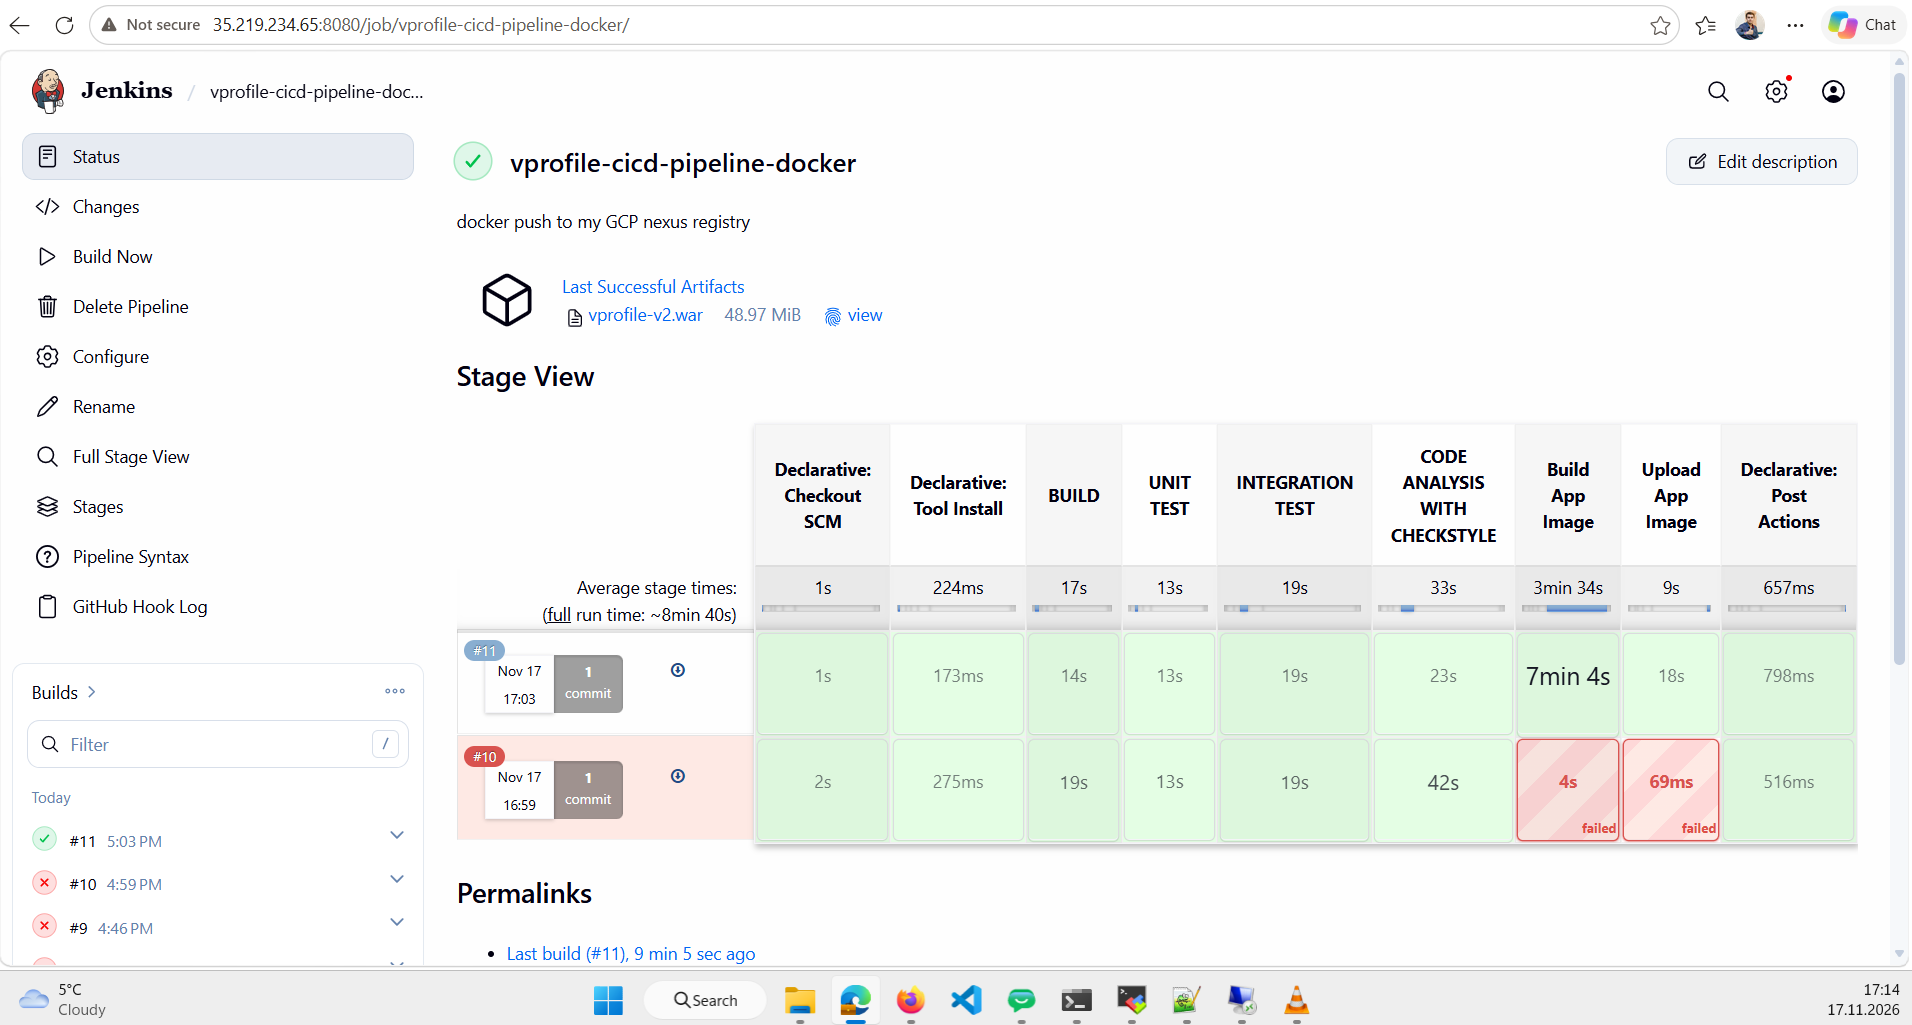 Not secure 35.219.234.65:8080/job/vprofile-cicd-pipeline-docker/
Chat
Jenkins / vprofile-cicd-pipeline-doc...
Status
Changes
Build Now
Delete Pipeline
Configure
Rename
Full Stage View
Stages
Pipeline Syntax
GitHub Hook Log
Builds
Filter /
Today
#11 5:03 PM
#10 4:59 PM
#9 4:46 PM
vprofile-cicd-pipeline-docker
Edit description
docker push to my GCP nexus registry
Last Successful Artifacts
vprofile-v2.war 48.97 MiB view
Stage View
Declarative: Checkout SCM
Declarative: Tool Install
BUILD
UNIT TEST
INTEGRATION TEST
CODE ANALYSIS WITH CHECKSTYLE
Build App Image
Upload App Image
Declarative: Post Actions
Average stage times:
(full run time: ~8min 40s)
1s 224ms 17s 13s 19s 33s 3min 34s 9s 657ms
#11
Nov 17
17:03
1
commit
1s 173ms 14s 13s 19s 23s 7min 4s 18s 798ms
#10
Nov 17
16:59
1
commit
2s 275ms 19s 13s 19s 42s 4s 69ms 516ms
failed failed
Permalinks
Last build (#11), 9 min 5 sec ago
5°C
Cloudy
Search
17:14
17.11.2026